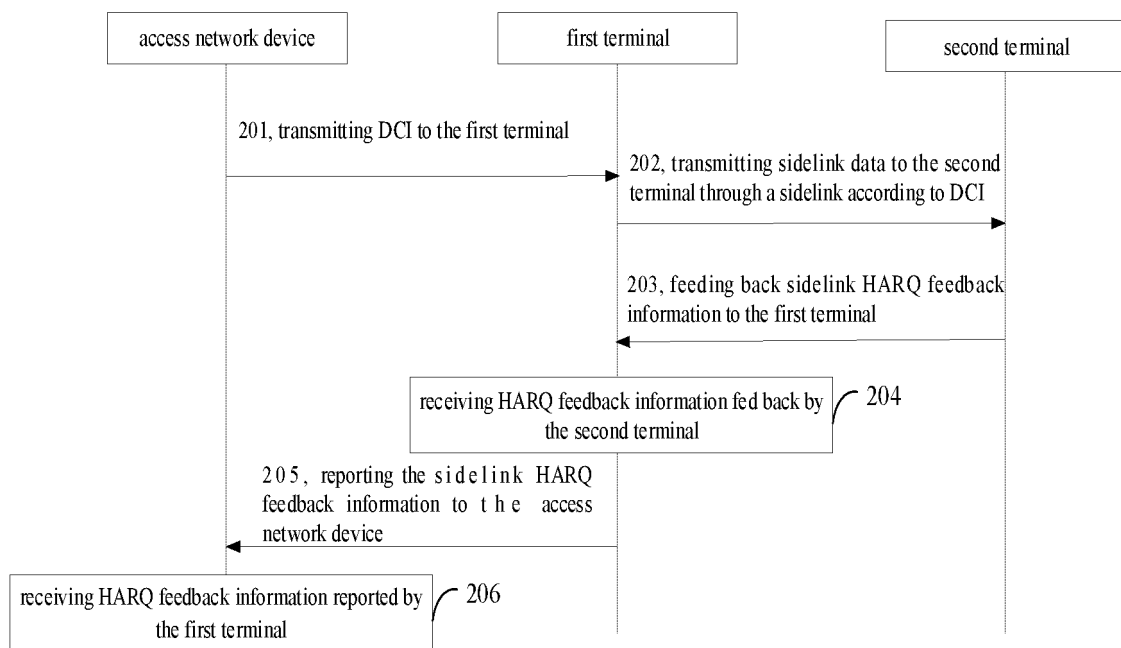 access network device
first terminal
second terminal
201, transmitting DCI to the first terminal
202, transmitting sidelink data to the second
terminal through a sidelink according to DCI
203, feeding back sidelink HARQ feedback
information to the first terminal
receiving HARQ feedback information fed back by
the second terminal
204
205, reporting the sidelink HARQ
feedback information to the access
network device
receiving HARQ feedback information reported by
the first terminal
206